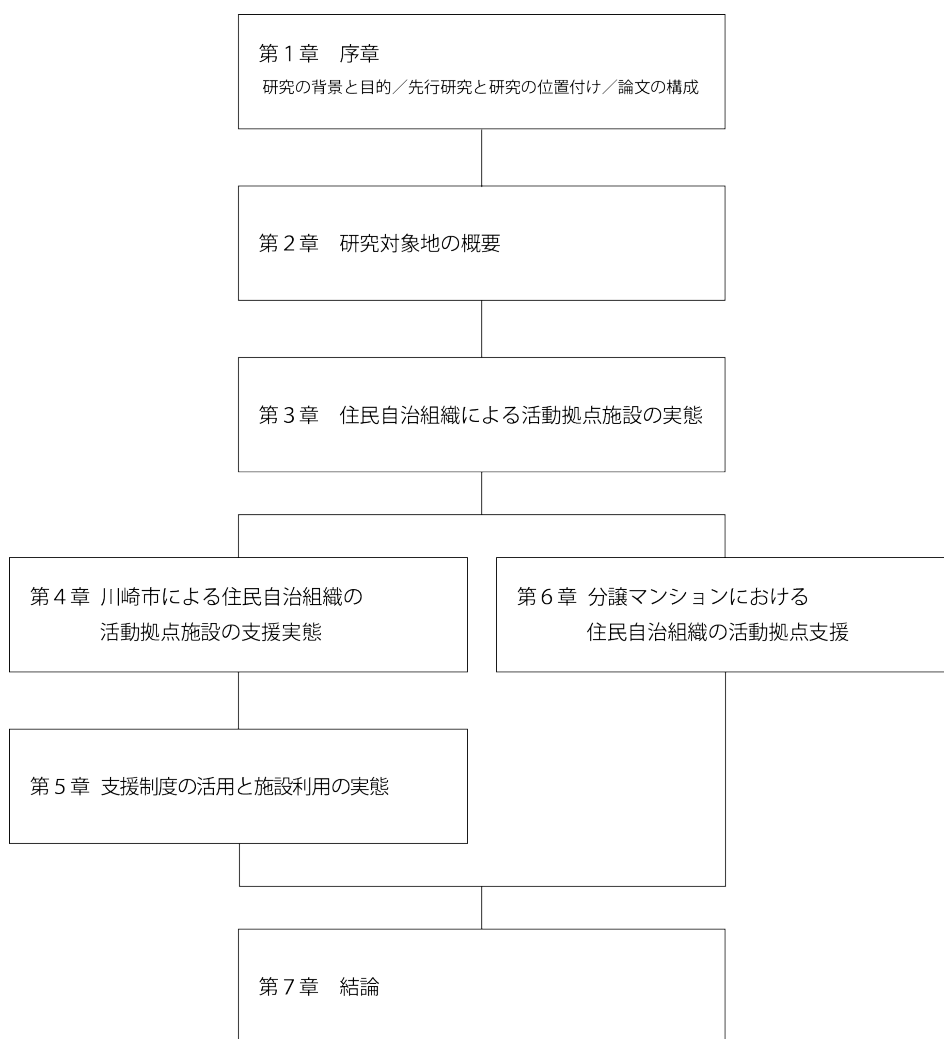 第１章　序章
研究の背景と目的／先行研究と研究の位置付け／論文の構成
第２章　研究対象地の概要
第３章　住民自治組織による活動拠点施設の実態
第４章 川崎市による住民自治組織の
活動拠点施設の支援実態
第５章 支援制度の活用と施設利用の実態
第６章 分譲マンションにおける
住民自治組織の活動拠点支援
第７章　結論